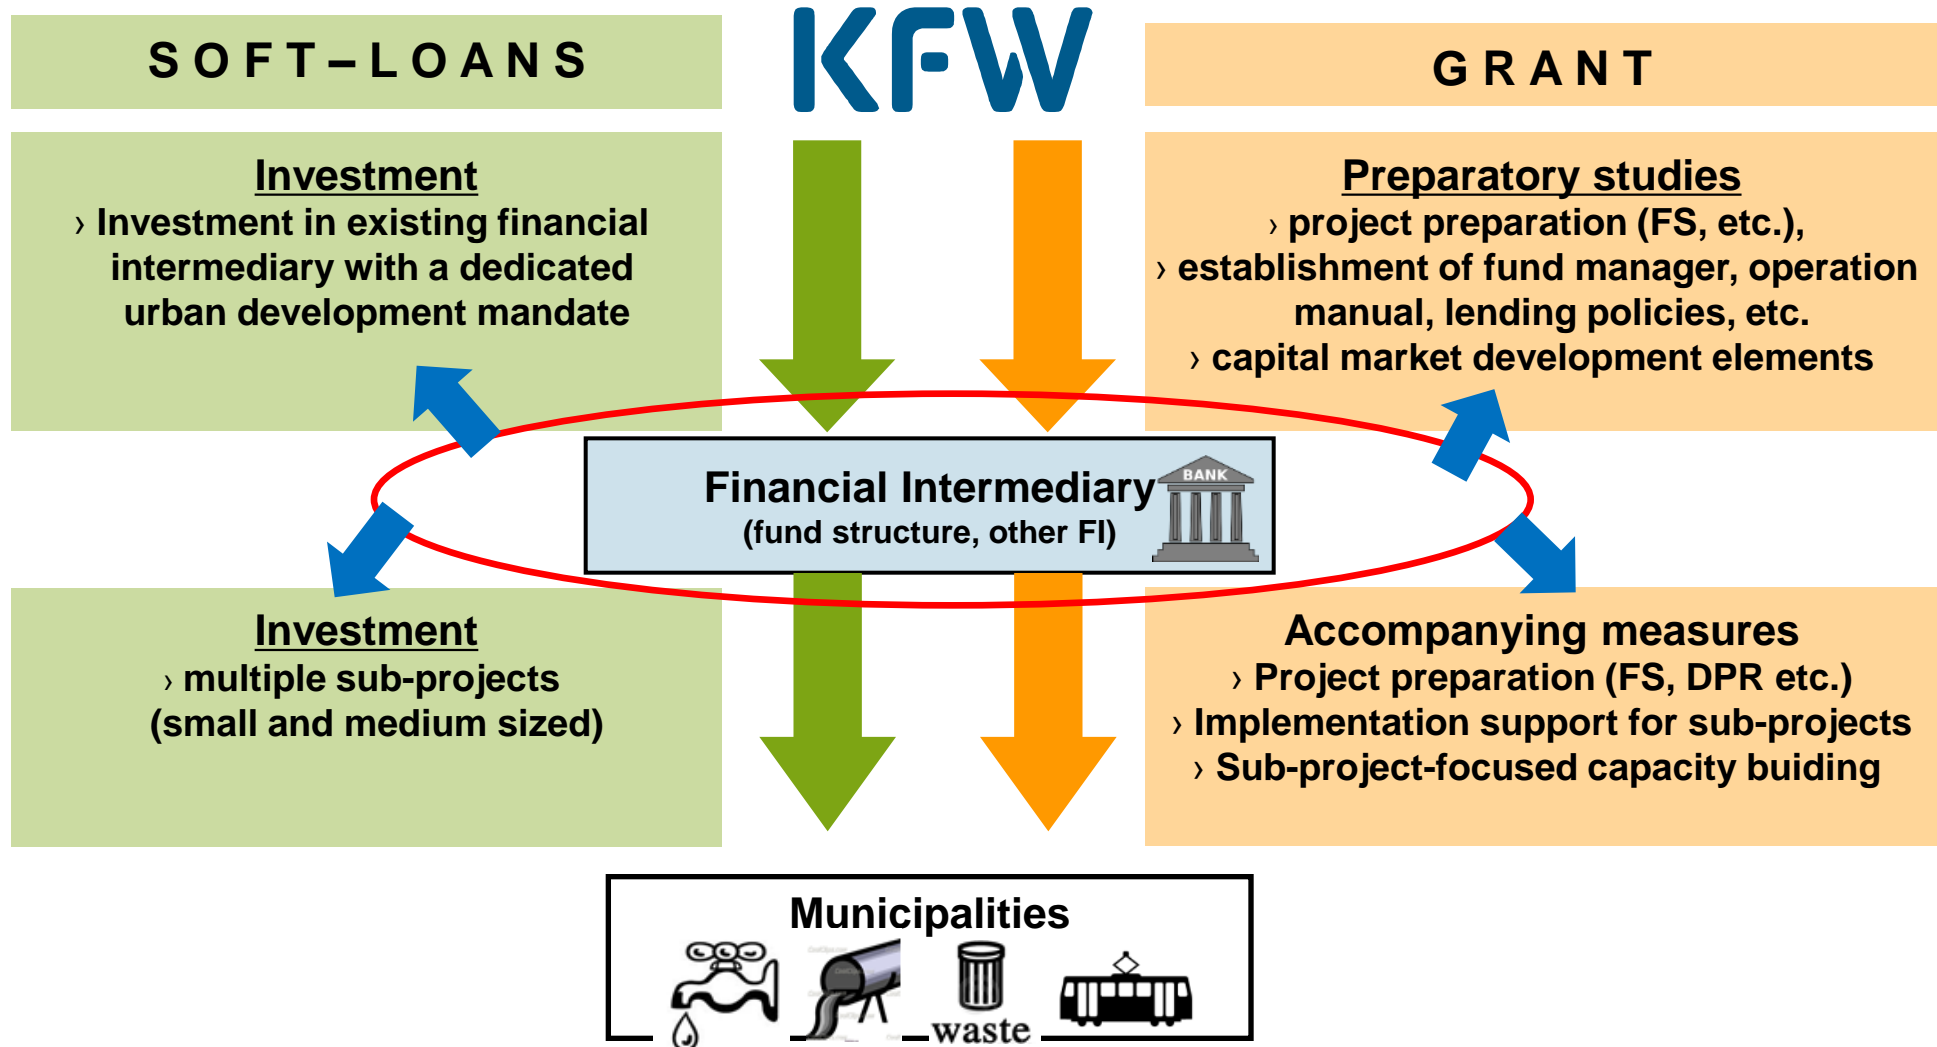 SOFT–LOANS
KFW
GRANT
Investment
› Investment in existing financial
intermediary with a dedicated
urban development mandate
Preparatory studies
› project preparation (FS, etc.),
› establishment of fund manager, operation
manual, lending policies, etc.
› capital market development elements
Financial Intermediary
(fund structure, other FI)
BANK
Investment
› multiple sub-projects
(small and medium sized)
Accompanying measures
› Project preparation (FS, DPR etc.)
› Implementation support for sub-projects
› Sub-project-focused capacity buiding
Municipalities
waste